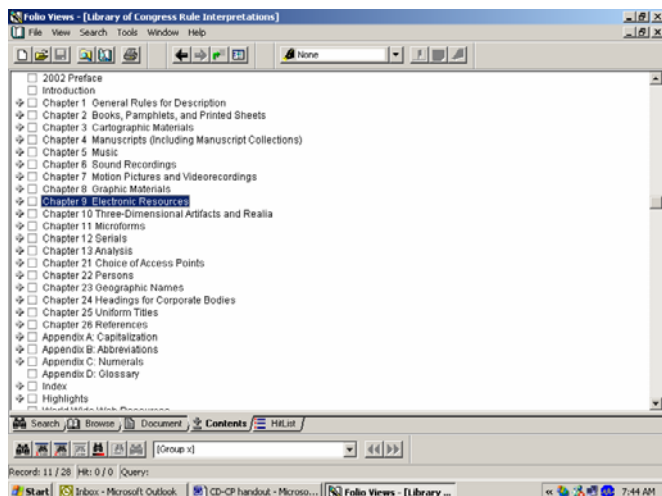 Folio Views - [Library of Congress Rule Interpretations]
File View Search Tools Window Help
None
2002 Preface
Introduction
Chapter 1 General Rules for Description
Chapter 2 Books, Pamphlets, and Printed Sheets
Chapter 3 Cartographic Materials
Chapter 4 Manuscripts (Including Manuscript Collections)
Chapter 5 Music
Chapter 6 Sound Recordings
Chapter 7 Motion Pictures and Videorecordings
Chapter 8 Graphic Materials
Chapter 9 Electronic Resources
Chapter 10 Three-Dimensional Artifacts and Realia
Chapter 11 Microforms
Chapter 12 Serials
Chapter 13 Analysis
Chapter 21 Choice of Access Points
Chapter 22 Persons
Chapter 23 Geographic Names
Chapter 24 Headings for Corporate Bodies
Chapter 25 Uniform Titles
Chapter 26 References
Appendix A: Capitalization
Appendix B: Abbreviations
Appendix C: Numerals
Appendix D: Glossary
Index
Highlights
World Wide Web Resources
Search Browse Document Contents HitList
[Group x]
Record: 11 / 28 Hit: 0 / 0 Query:
Start Inbox - Microsoft Outlook CD-CP handout - Microso... Folio Views - [Library ... 7:44 AM